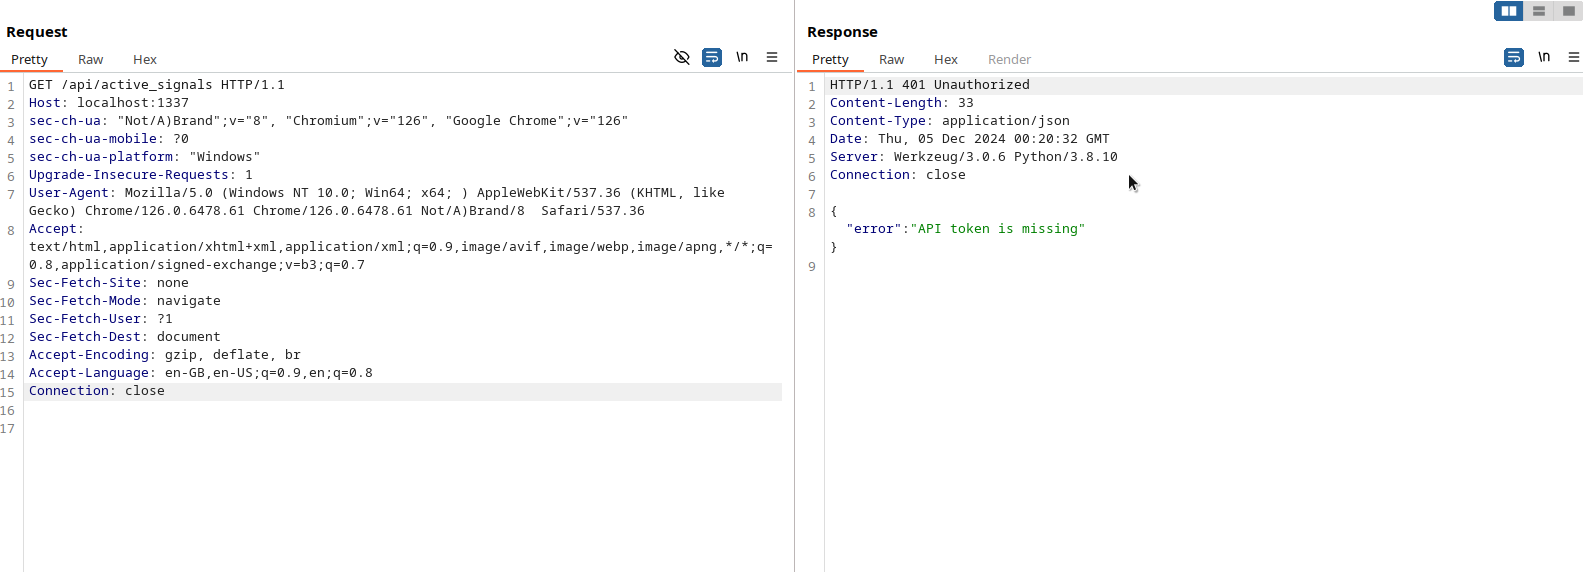 Request
Pretty Raw Hex \n
1 GET /api/active_signals HTTP/1.1
2 Host: localhost:1337
3 sec-ch-ua: "Not/A)Brand";v="8", "Chromium";v="126", "Google Chrome";v="126"
4 sec-ch-ua-mobile: ?0
5 sec-ch-ua-platform: "Windows"
6 Upgrade-Insecure-Requests: 1
7 User-Agent: Mozilla/5.0 (Windows NT 10.0; Win64; x64; ) AppleWebKit/537.36 (KHTML, like
Gecko) Chrome/126.0.6478.61 Chrome/126.0.6478.61 Not/A)Brand/8  Safari/537.36
8 Accept:
text/html,application/xhtml+xml,application/xml;q=0.9,image/avif,image/webp,image/apng,*/*;q=
0.8,application/signed-exchange;v=b3;q=0.7
9 Sec-Fetch-Site: none
10 Sec-Fetch-Mode: navigate
11 Sec-Fetch-User: ?1
12 Sec-Fetch-Dest: document
13 Accept-Encoding: gzip, deflate, br
14 Accept-Language: en-GB,en-US;q=0.9,en;q=0.8
15 Connection: close
16
17
Response
Pretty Raw Hex Render \n
1 HTTP/1.1 401 Unauthorized
2 Content-Length: 33
3 Content-Type: application/json
4 Date: Thu, 05 Dec 2024 00:20:32 GMT
5 Server: Werkzeug/3.0.6 Python/3.8.10
6 Connection: close
7
8 {
"error":"API token is missing"
}
9